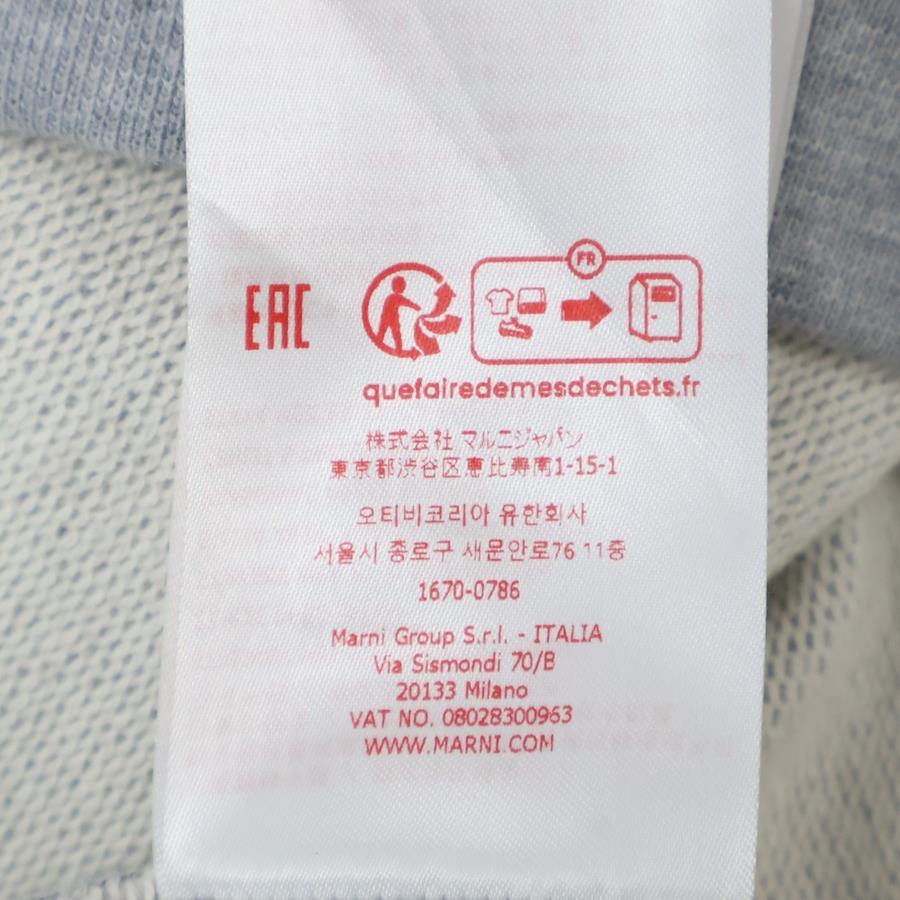 EAC
FR
quefairedemesdechets.fr
株式会社 マルニジャパン
東京都渋谷区恵比寿南1-15-1
오티비코리아 유한회사
서울시 종로구 새문안로76 11층
1670-0786
Marni Group S.r.l. - ITALIA
Via Sismondi 70/B
20133 Milano
VAT NO. 08028300963
WWW.MARNI.COM